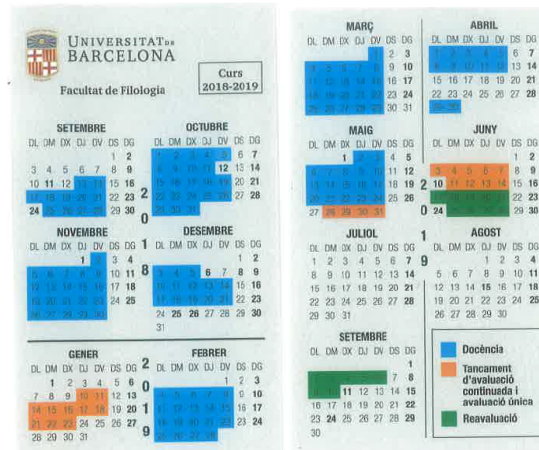 UNIVERSITAT DE
BARCELONA
Facultat de Filologia
Curs
2018-2019
SETEMBRE
DL DM DX DJ DV DS DG
1 2
3 4 5 6 7 8 9
10 11 12 13 14 15 16
17 18 19 20 21 22 23
24 25 26 27 28 29 30
OCTUBRE
DL DM DX DJ DV DS DG
1 2 3 4 5 6 7
8 9 10 11 12 13 14
15 16 17 18 19 20 21
22 23 24 25 26 27 28
29 30 31
2
0
1
8
NOVEMBRE
DL DM DX DJ DV DS DG
1 2 3 4
5 6 7 8 9 10 11
12 13 14 15 16 17 18
19 20 21 22 23 24 25
26 27 28 29 30
DESEMBRE
DL DM DX DJ DV DS DG
1 2
3 4 5 6 7 8 9
10 11 12 13 14 15 16
17 18 19 20 21 22 23
24 25 26 27 28 29 30
31
GENER
DL DM DX DJ DV DS DG
1 2 3 4 5 6
7 8 9 10 11 12 13
14 15 16 17 18 19 20
21 22 23 24 25 26 27
28 29 30 31
2
0
1
9
FEBRER
DL DM DX DJ DV DS DG
1 2 3
4 5 6 7 8 9 10
11 12 13 14 15 16 17
18 19 20 21 22 23 24
25 26 27 28
MARÇ
DL DM DX DJ DV DS DG
1 2 3
4 5 6 7 8 9 10
11 12 13 14 15 16 17
18 19 20 21 22 23 24
25 26 27 28 29 30 31
ABRIL
DL DM DX DJ DV DS DG
1 2 3 4 5 6 7
8 9 10 11 12 13 14
15 16 17 18 19 20 21
22 23 24 25 26 27 28
29 30
MAIG
DL DM DX DJ DV DS DG
1 2 3 4 5
6 7 8 9 10 11 12
13 14 15 16 17 18 19
20 21 22 23 24 25 26
27 28 29 30 31
2
0
1
9
JUNY
DL DM DX DJ DV DS DG
1 2
3 4 5 6 7 8 9
10 11 12 13 14 15 16
17 18 19 20 21 22 23
24 25 26 27 28 29 30
JULIOL
DL DM DX DJ DV DS DG
1 2 3 4 5 6 7
8 9 10 11 12 13 14
15 16 17 18 19 20 21
22 23 24 25 26 27 28
29 30 31
AGOST
DL DM DX DJ DV DS DG
1 2 3 4
5 6 7 8 9 10 11
12 13 14 15 16 17 18
19 20 21 22 23 24 25
26 27 28 29 30 31
SETEMBRE
DL DM DX DJ DV DS DG
1
2 3 4 5 6 7 8
9 10 11 12 13 14 15
16 17 18 19 20 21 22
23 24 25 26 27 28 29
30
Docència
Tancament
d'avaluació
continuada i
avaluació única
Reavaluació